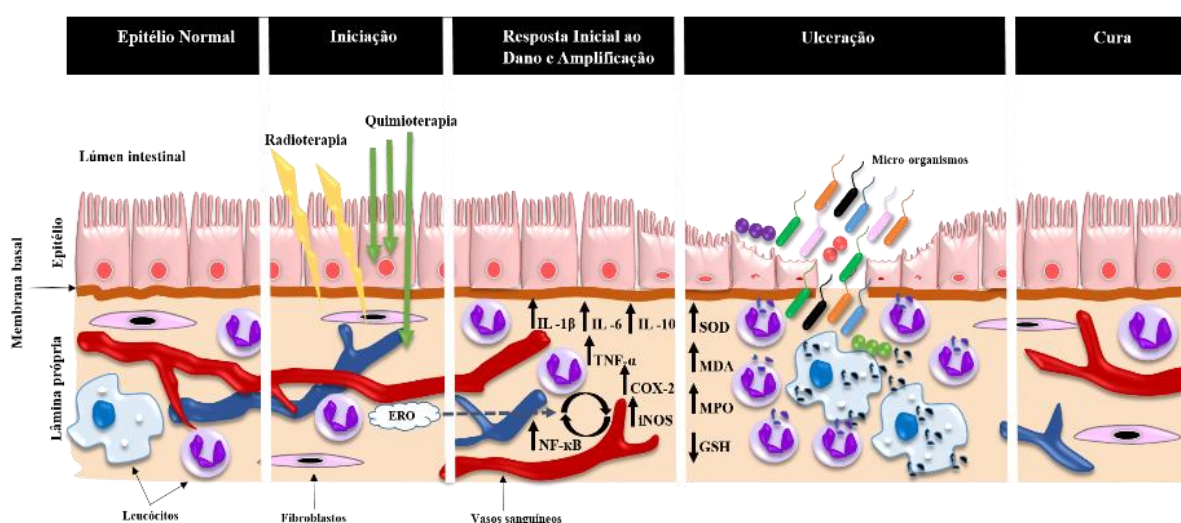 Epitélio Normal
Iniciação
Resposta Inicial ao
Dano e Amplificação
Ulceração
Cura
Lúmen intestinal
Radioterapia
Quimioterapia
Micro organismos
Epitélio
Membrana basal
Lâmina própria
IL -1β
IL -6
IL -10
TNF-α
COX-2
iNOS
NF-κB
ERO
SOD
MDA
MPO
GSH
Leucócitos
Fibroblastos
Vasos sanguíneos